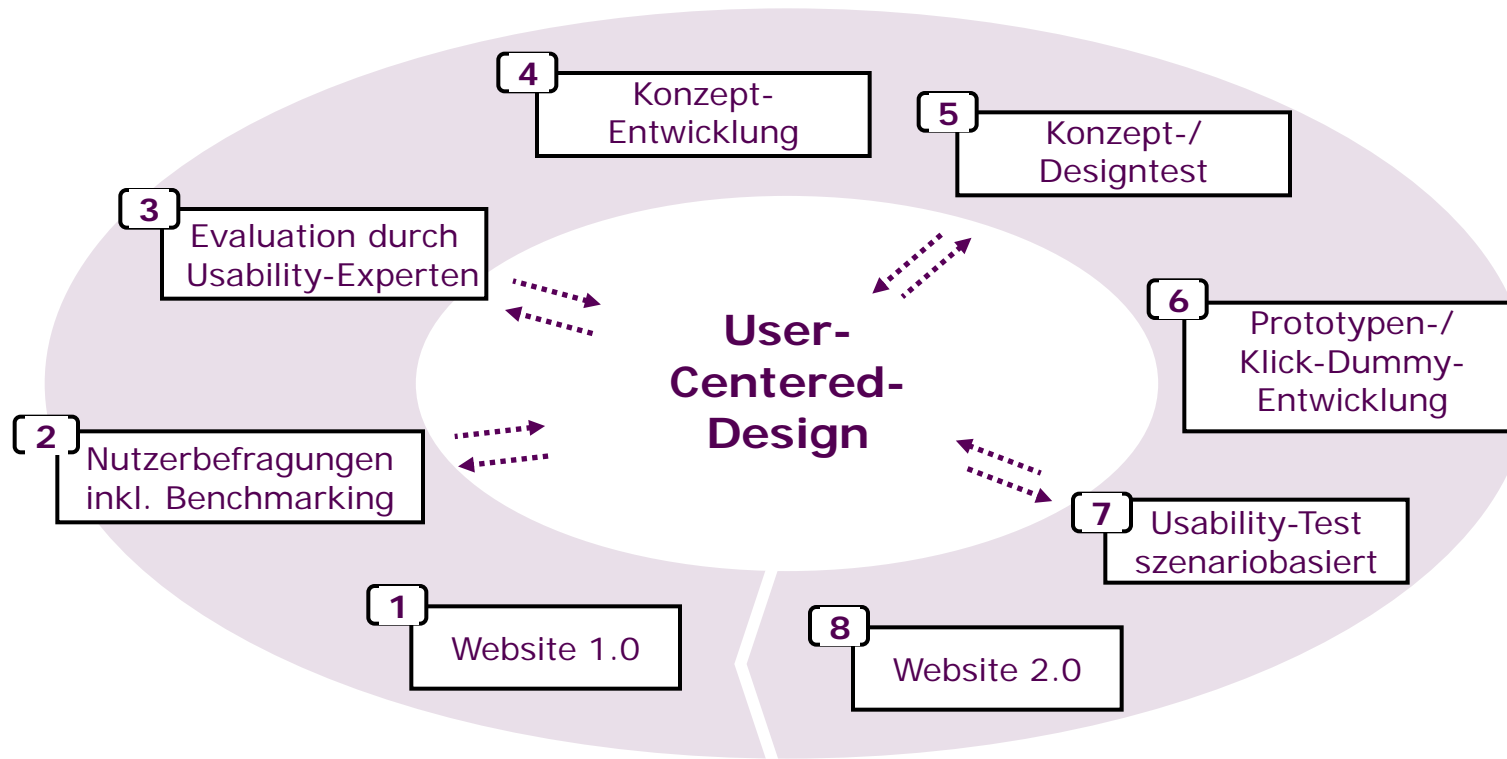 4
Konzept-
Entwicklung
5
Konzept-/
Designtest
3
Evaluation durch
Usability-Experten
6
Prototypen-/
Klick-Dummy-
Entwicklung
User-
Centered-
Design
2
Nutzerbefragungen
inkl. Benchmarking
7
Usability-Test
szenariobasiert
1
Website 1.0
8
Website 2.0